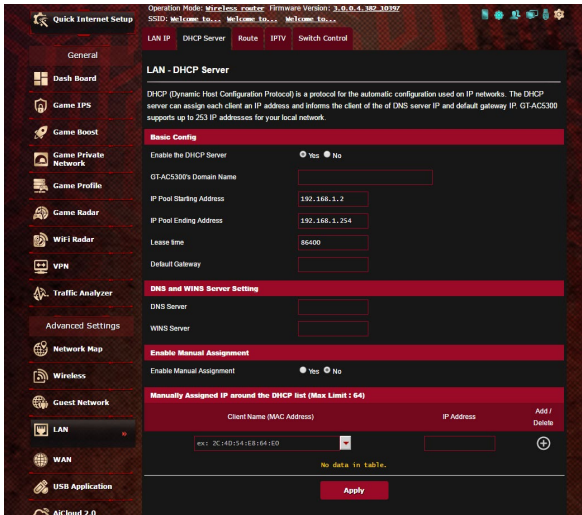 Quick Internet Setup
General
Dash Board
Game IPS
Game Boost
Game Private
Network
Game Profile
Game Radar
WiFi Radar
VPN
Traffic Analyzer
Advanced Settings
Network Map
Wireless
Guest Network
LAN
WAN
USB Application
AiCloud 2.0
Operation Mode: Wireless router Firmware Version: 3.0.0.4.382_10397
SSID: Welcome to... Welcome to... Welcome to...
LAN IP DHCP Server Route IPTV Switch Control
LAN - DHCP Server
DHCP (Dynamic Host Configuration Protocol) is a protocol for the automatic configuration used on IP networks. The DHCP
server can assign each client an IP address and informs the client of the of DNS server IP and default gateway IP. GT-AC5300
supports up to 253 IP addresses for your local network.
Basic Config
Enable the DHCP Server Yes No
GT-AC5300's Domain Name
IP Pool Starting Address 192.168.1.2
IP Pool Ending Address 192.168.1.254
Lease time 86400
Default Gateway
DNS and WINS Server Setting
DNS Server
WINS Server
Enable Manual Assignment
Enable Manual Assignment Yes No
Manually Assigned IP around the DHCP list (Max Limit : 64)
Client Name (MAC Address) IP Address Add / Delete
ex: 2C:4D:54:E8:64:E0
No data in table.
Apply